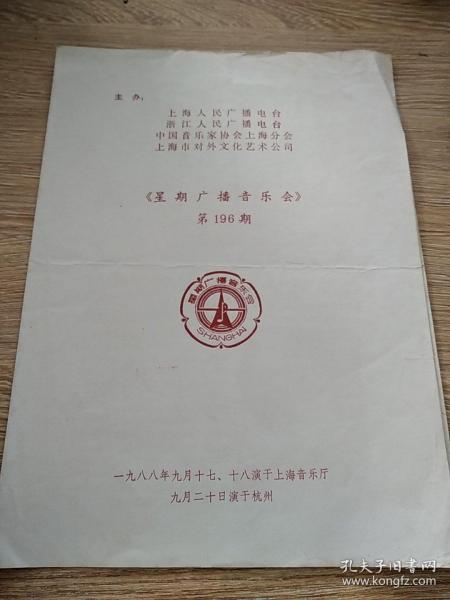 主 办：
上海人民广播电台
浙江人民广播电台
中国音乐家协会上海分会
上海市对外文化艺术公司
《星期广播音乐会》
第196期
星期广播音乐会
SHANGHAI
一九八八年九月十七、十八演于上海音乐厅
九月二十日演于杭州
孔夫子旧书网
www.kongfz.com